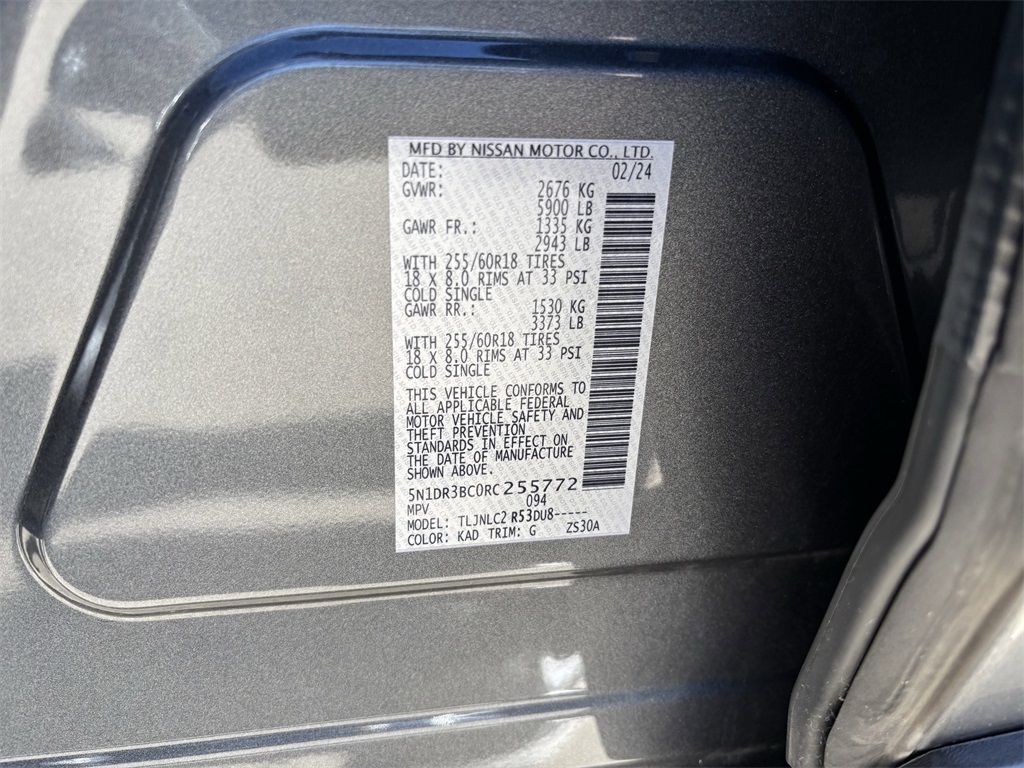 MFD BY NISSAN MOTOR CO., LTD.
DATE: 02/24
GVWR: 2676 KG
5900 LB
GAWR FR.: 1335 KG
2943 LB
WITH 255/60R18 TIRES
18 X 8.0 RIMS AT 33 PSI
COLD SINGLE
GAWR RR.: 1530 KG
3373 LB
WITH 255/60R18 TIRES
18 X 8.0 RIMS AT 33 PSI
COLD SINGLE
THIS VEHICLE CONFORMS TO
ALL APPLICABLE FEDERAL
MOTOR VEHICLE SAFETY AND
THEFT PREVENTION
STANDARDS IN EFFECT ON
THE DATE OF MANUFACTURE
SHOWN ABOVE.
5N1DR3BC0RC255772
MPV 094
MODEL: TLJNLC2 R53DU8-----
COLOR: KAD TRIM: G ZS30A